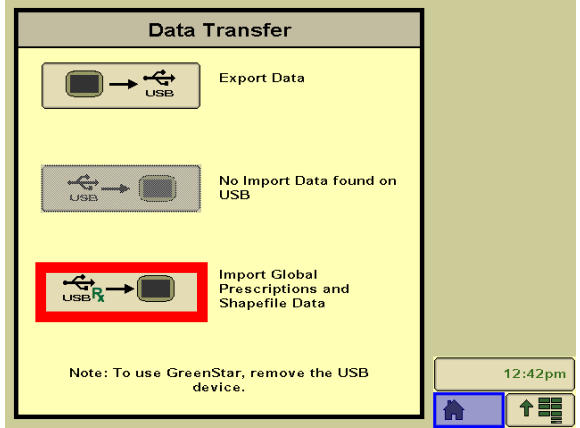 Data Transfer
USB
Export Data
USB
No Import Data found on
USB
USB Rx
Import Global
Prescriptions and
Shapefile Data
Note: To use GreenStar, remove the USB
device.
12:42pm